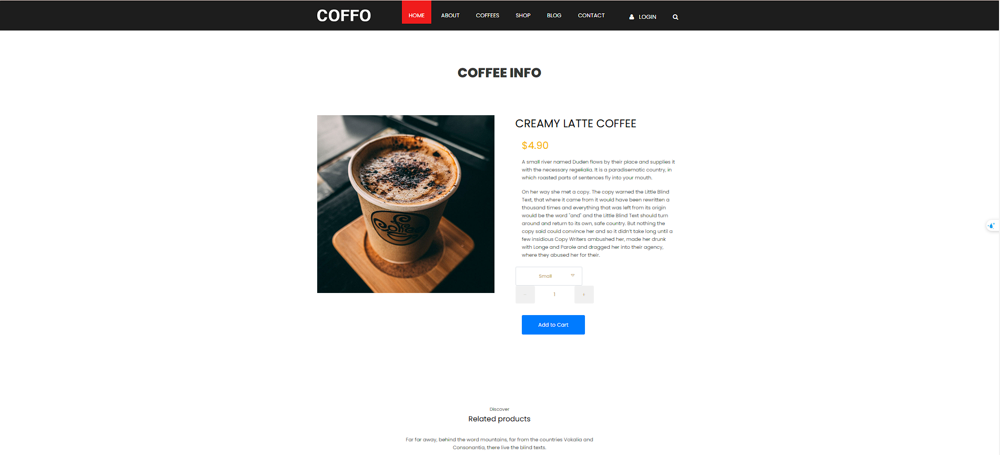 COFFO
HOME ABOUT COFFEES SHOP BLOG CONTACT LOGIN
COFFEE INFO
CREAMY LATTE COFFEE
$4.90
A small river named Duden flows by their place and supplies it
with the necessary regelialia. It is a paradisematic country, in
which roasted parts of sentences fly into your mouth.
On her way she met a copy. The copy warned the Little Blind
Text, that where it came from it would have been rewritten a
thousand times and everything that was left from its origin
would be the word "and" and the Little Blind Text should turn
around and return to its own, safe country. But nothing the
copy said could convince her and so it didn't take long until a
few insidious Copy Writers ambushed her, made her drunk
with Longe and Parole and dragged her into their agency,
where they abused her for their.
Coffee
Small
- 1 +
Add to Cart
Discover
Related products
Far far away, behind the word mountains, far from the countries Vokalia and
Consonantia, there live the blind texts.